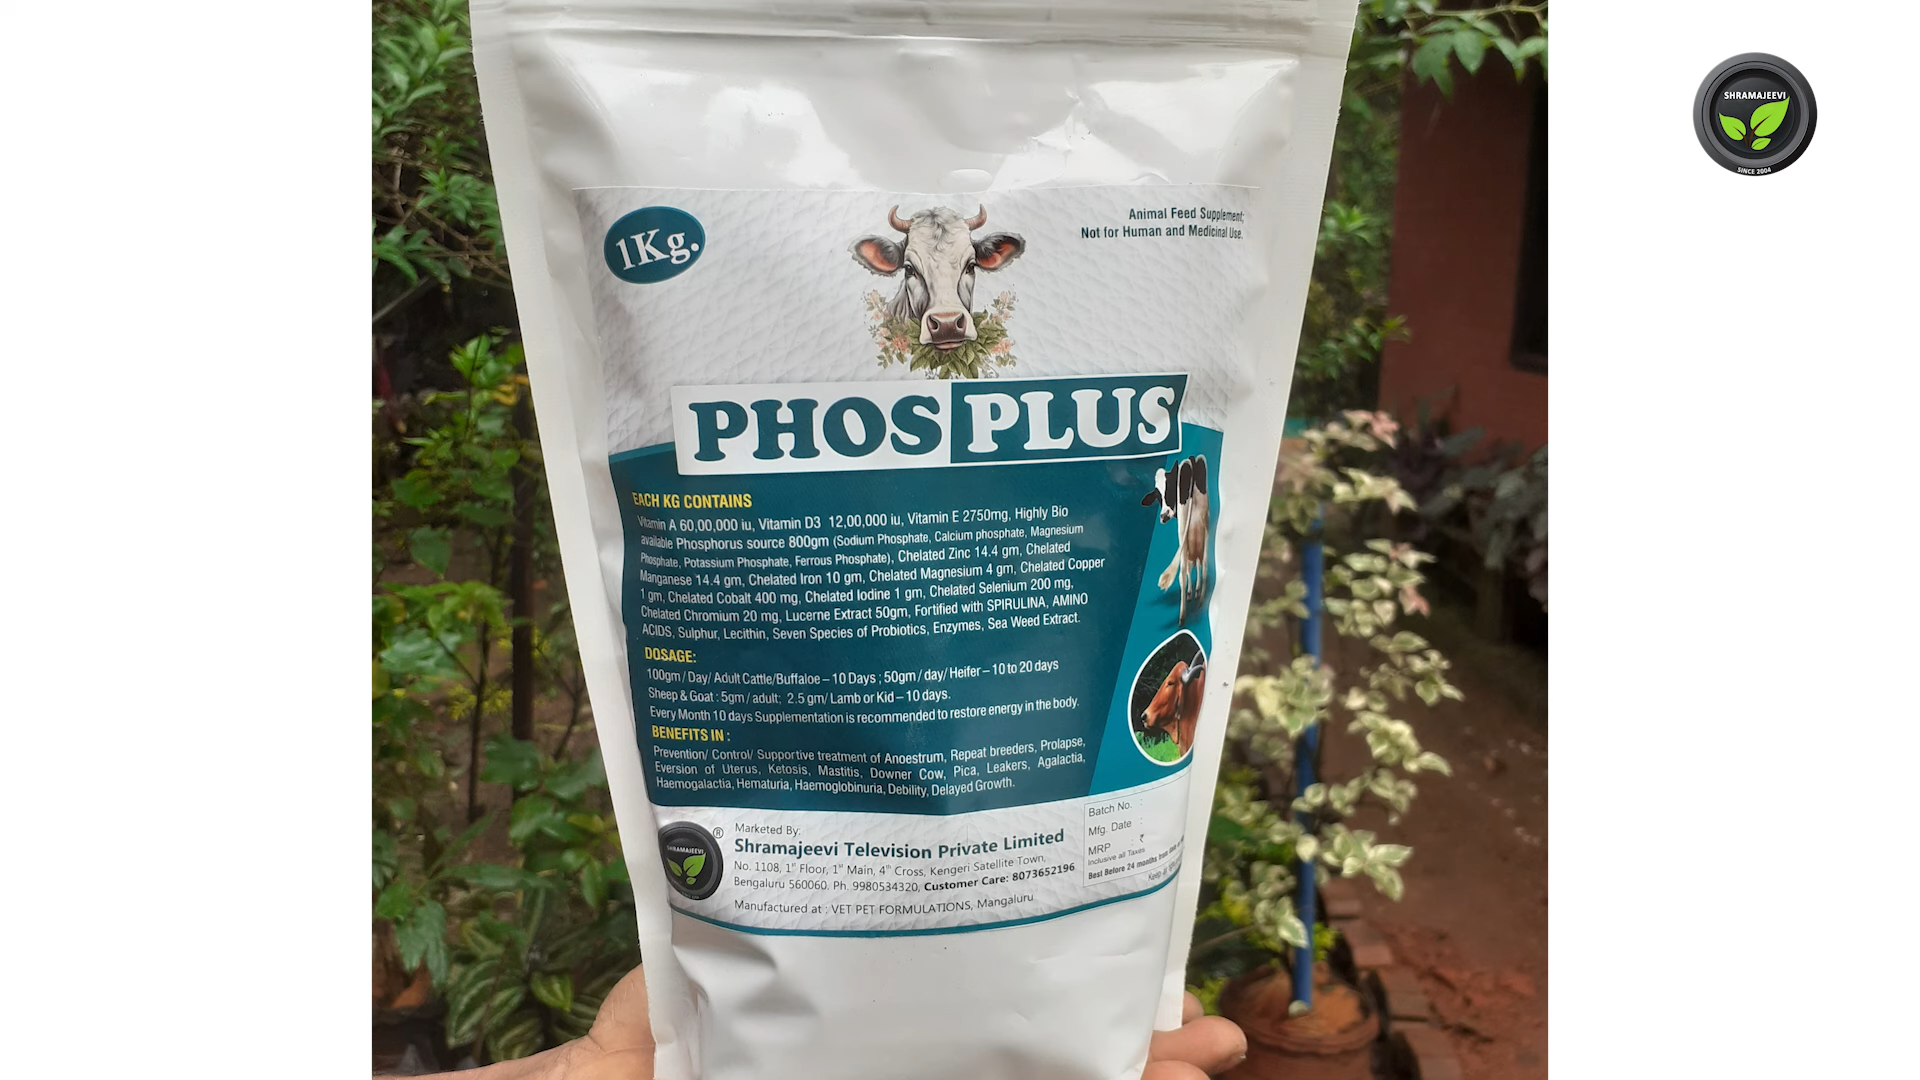 SHRAMAJEEVI
SINCE 2004
1Kg.
Animal Feed Supplement;
Not for Human and Medicinal Use.
PHOS PLUS
EACH KG CONTAINS
Vitamin A 60,00,000 iu, Vitamin D3 12,00,000 iu, Vitamin E 2750mg, Highly Bio
available Phosphorus source 800gm (Sodium Phosphate, Calcium phosphate, Magnesium
Phosphate, Potassium Phosphate, Ferrous Phosphate), Chelated Zinc 14.4 gm, Chelated
Manganese 14.4 gm, Chelated Iron 10 gm, Chelated Magnesium 4 gm, Chelated Copper
1 gm, Chelated Cobalt 400 mg, Chelated Iodine 1 gm, Chelated Selenium 200 mg,
Chelated Chromium 20 mg, Lucerne Extract 50gm, Fortified with SPIRULINA, AMINO
ACIDS, Sulphur, Lecithin, Seven Species of Probiotics, Enzymes, Sea Weed Extract.
DOSAGE:
100gm / Day/ Adult Cattle/Buffaloe – 10 Days ; 50gm / day/ Heifer – 10 to 20 days
Sheep & Goat : 5gm / adult; 2.5 gm/ Lamb or Kid – 10 days.
Every Month 10 days Supplementation is recommended to restore energy in the body.
BENEFITS IN :
Prevention/ Control/ Supportive treatment of Anoestrum, Repeat breeders, Prolapse,
Eversion of Uterus, Ketosis, Mastitis, Downer Cow, Pica, Leakers, Agalactia,
Haemogalactia, Hematuria, Haemoglobinuria, Debility, Delayed Growth.
SHRAMAJEEVI
®
Marketed By:
Shramajeevi Television Private Limited
No. 1108, 1st Floor, 1st Main, 4th Cross, Kengeri Satellite Town,
Bengaluru 560060. Ph. 9980534320, Customer Care: 8073652196
Manufactured at : VET PET FORMULATIONS, Mangaluru
Batch No. :
Mfg. Date :
MRP ₹
Inclusive all Taxes
Best Before 24 months from
Keep